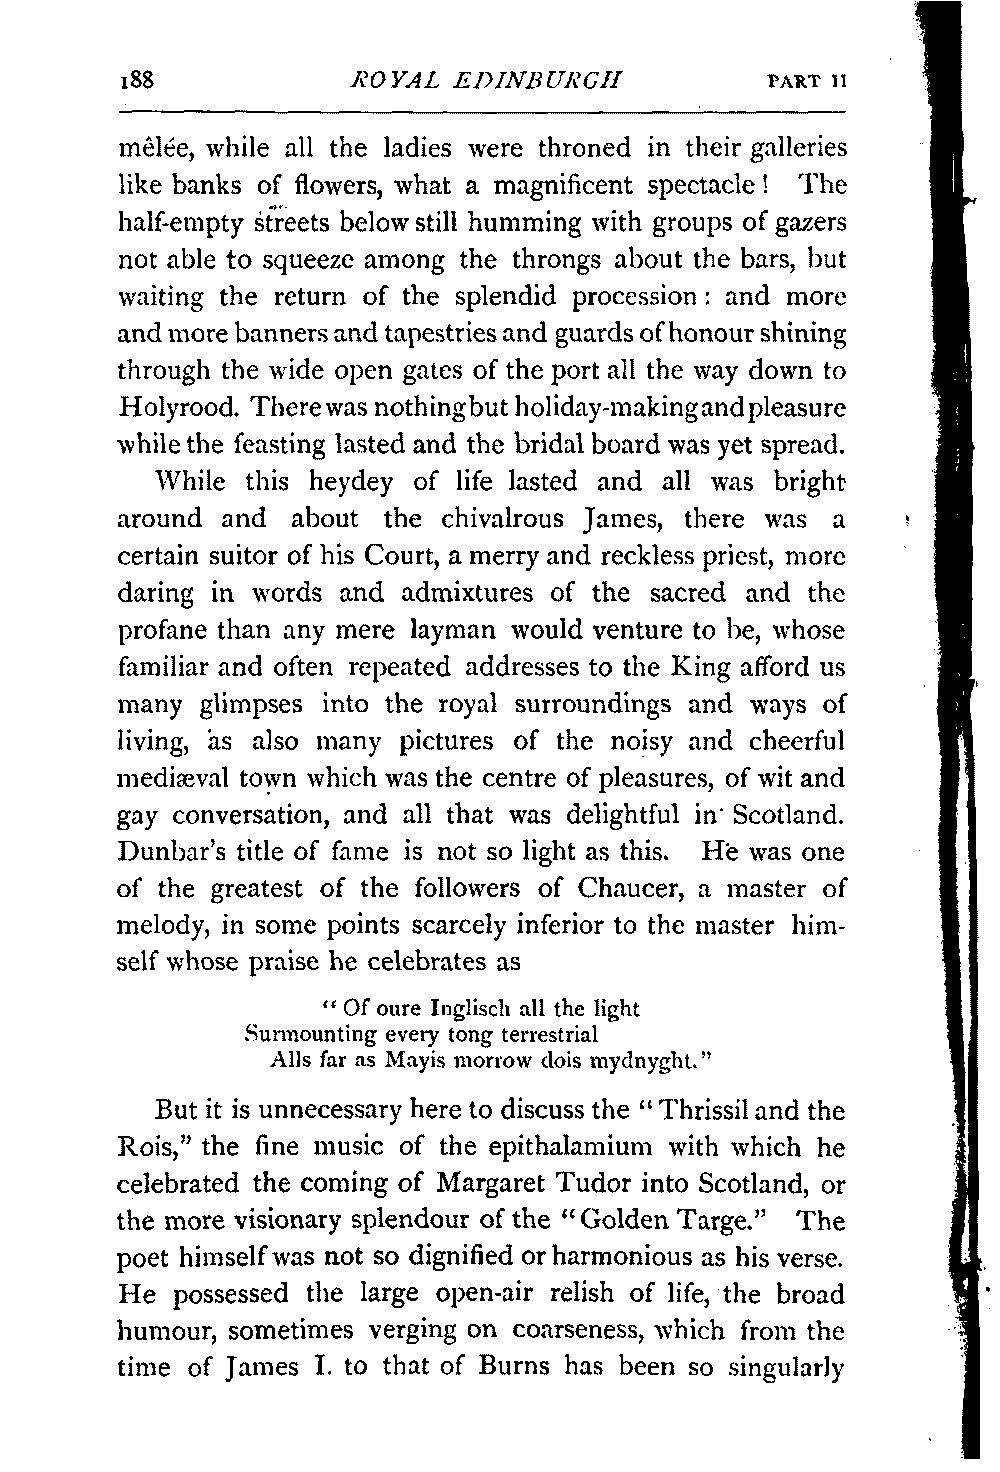 188 ROYAL EDINBURGH PART II
mêlée, while all the ladies were throned in their galleries
like banks of flowers, what a magnificent spectacle! The
half-empty streets below still humming with groups of gazers
not able to squeeze among the throngs about the bars, but
waiting the return of the splendid procession: and more
and more banners and tapestries and guards of honour shining
through the wide open gates of the port all the way down to
Holyrood. There was nothing but holiday-making and pleasure
while the feasting lasted and the bridal board was yet spread.
While this heydey of life lasted and all was bright
around and about the chivalrous James, there was a
certain suitor of his Court, a merry and reckless priest, more
daring in words and admixtures of the sacred and the
profane than any mere layman would venture to be, whose
familiar and often repeated addresses to the King afford us
many glimpses into the royal surroundings and ways of
living, as also many pictures of the noisy and cheerful
mediæval town which was the centre of pleasures, of wit and
gay conversation, and all that was delightful in Scotland.
Dunbar's title of fame is not so light as this. He was one
of the greatest of the followers of Chaucer, a master of
melody, in some points scarcely inferior to the master him-
self whose praise he celebrates as
"Of oure Inglisch all the light
Surmounting every tong terrestrial
Alls far as Mayis morrow dois mydnyght."
But it is unnecessary here to discuss the "Thrissil and the
Rois," the fine music of the epithalamium with which he
celebrated the coming of Margaret Tudor into Scotland, or
the more visionary splendour of the "Golden Targe." The
poet himself was not so dignified or harmonious as his verse.
He possessed the large open-air relish of life, the broad
humour, sometimes verging on coarseness, which from the
time of James I. to that of Burns has been so singularly